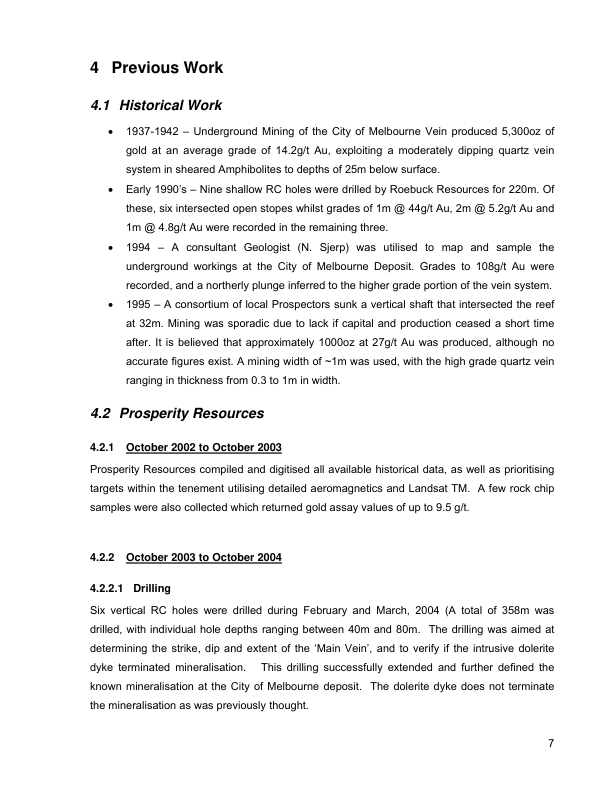 4 Previous Work
4.1 Historical Work
• 1937-1942 – Underground Mining of the City of Melbourne Vein produced 5,300oz of
gold at an average grade of 14.2g/t Au, exploiting a moderately dipping quartz vein
system in sheared Amphibolites to depths of 25m below surface.
• Early 1990's – Nine shallow RC holes were drilled by Roebuck Resources for 220m. Of
these, six intersected open stopes whilst grades of 1m @ 44g/t Au, 2m @ 5.2g/t Au and
1m @ 4.8g/t Au were recorded in the remaining three.
• 1994 – A consultant Geologist (N. Sjerp) was utilised to map and sample the
underground workings at the City of Melbourne Deposit. Grades to 108g/t Au were
recorded, and a northerly plunge inferred to the higher grade portion of the vein system.
• 1995 – A consortium of local Prospectors sunk a vertical shaft that intersected the reef
at 32m. Mining was sporadic due to lack if capital and production ceased a short time
after. It is believed that approximately 1000oz at 27g/t Au was produced, although no
accurate figures exist. A mining width of ~1m was used, with the high grade quartz vein
ranging in thickness from 0.3 to 1m in width.
4.2 Prosperity Resources
4.2.1 October 2002 to October 2003
Prosperity Resources compiled and digitised all available historical data, as well as prioritising
targets within the tenement utilising detailed aeromagnetics and Landsat TM. A few rock chip
samples were also collected which returned gold assay values of up to 9.5 g/t.
4.2.2 October 2003 to October 2004
4.2.2.1 Drilling
Six vertical RC holes were drilled during February and March, 2004 (A total of 358m was
drilled, with individual hole depths ranging between 40m and 80m. The drilling was aimed at
determining the strike, dip and extent of the 'Main Vein', and to verify if the intrusive dolerite
dyke terminated mineralisation. This drilling successfully extended and further defined the
known mineralisation at the City of Melbourne deposit. The dolerite dyke does not terminate
the mineralisation as was previously thought.
7